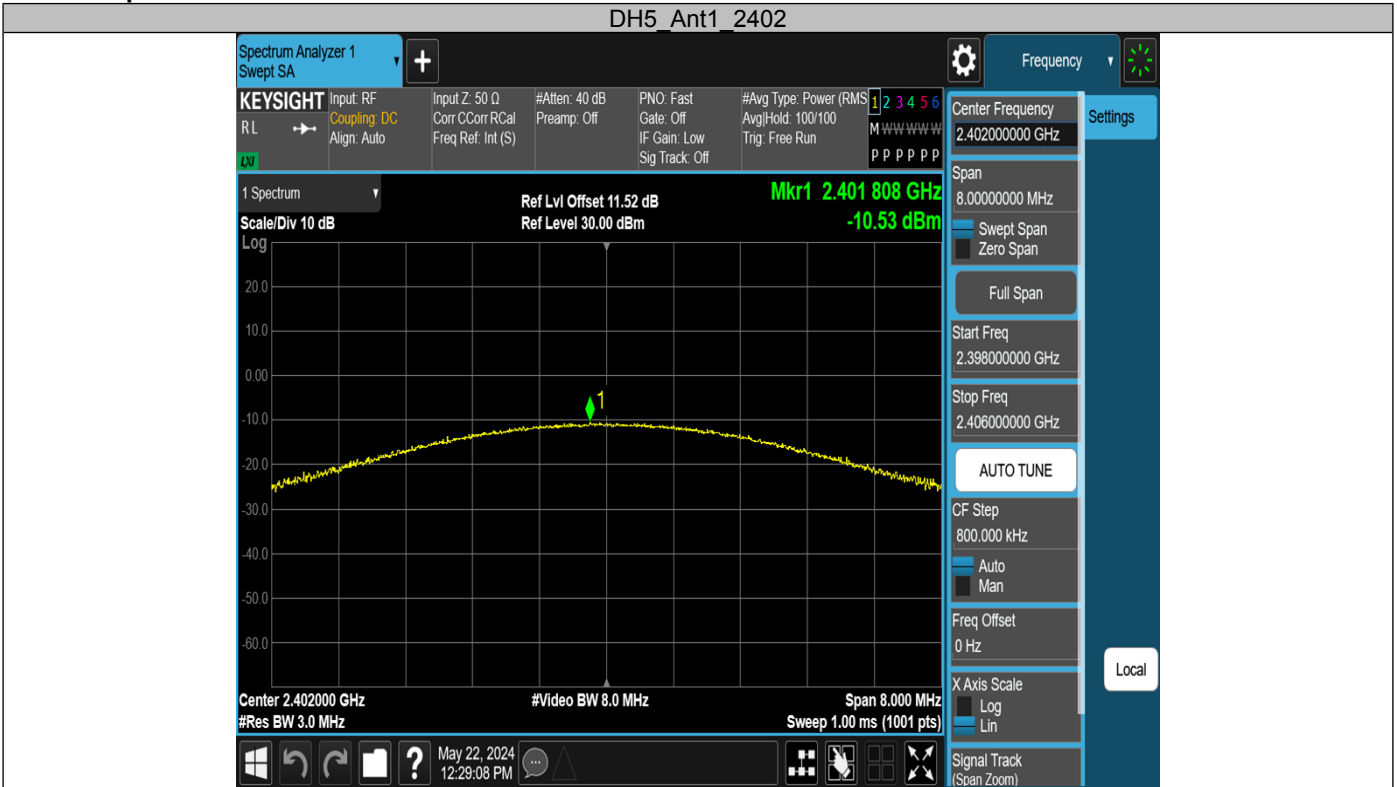 DH5_Ant1_2402
Spectrum Analyzer 1
Swept SA
+
Frequency
KEYSIGHT
RL
LXI
Input: RF
Coupling: DC
Align: Auto
Input Z: 50 Ω
Corr CCorr RCal
Freq Ref: Int (S)
#Atten: 40 dB
Preamp: Off
PNO: Fast
Gate: Off
IF Gain: Low
Sig Track: Off
#Avg Type: Power (RMS
Avg|Hold: 100/100
Trig: Free Run
1 2 3 4 5 6
M W W W W W
P P P P P P
1 Spectrum
Scale/Div 10 dB
Log
Ref Lvl Offset 11.52 dB
Ref Level 30.00 dBm
Mkr1 2.401 808 GHz
-10.53 dBm
20.0
10.0
0.00
-10.0
-20.0
-30.0
-40.0
-50.0
-60.0
1
Center 2.402000 GHz
#Res BW 3.0 MHz
#Video BW 8.0 MHz
Span 8.000 MHz
Sweep 1.00 ms (1001 pts)
Center Frequency
2.402000000 GHz
Span
8.00000000 MHz
Swept Span
Zero Span
Full Span
Start Freq
2.398000000 GHz
Stop Freq
2.406000000 GHz
AUTO TUNE
CF Step
800.000 kHz
Auto
Man
Freq Offset
0 Hz
X Axis Scale
Log
Lin
Signal Track
(Span Zoom)
Settings
Local
?
May 22, 2024
12:29:08 PM